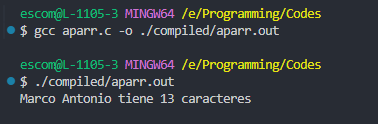 escom@L-1105-3 MINGW64 /e/Programming/Codes
$ gcc aparr.c -o ./compiled/aparr.out
escom@L-1105-3 MINGW64 /e/Programming/Codes
$ ./compiled/aparr.out
Marco Antonio tiene 13 caracteres